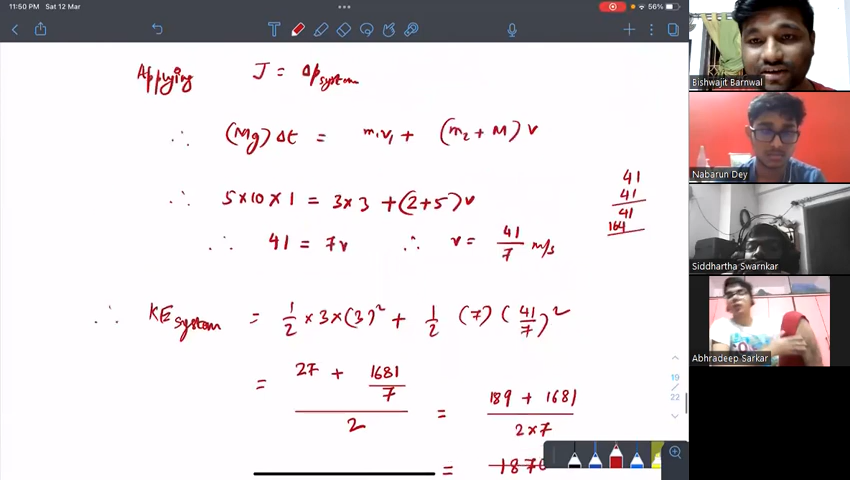 11:50 PM Sat 12 Mar
56%
Applying J = Δp system
∴ (Mg) Δt = m₁v₁ + (m₂ + M) v
∴ 5×10×1 = 3×3 + (2+5)v
∴ 41 = 7v ∴ v = 41/7 m/s
∴ KE system = 1/2 × 3×(3)² + 1/2 (7) (41/7)²
= (27 + 1681/7)/2 = (189 + 1681)/(2×7)
= 1870
41
41
41
164
19
22
Bishwajit Barnwal
Nabarun Dey
Siddhartha Swarnkar
Abhradeep Sarkar